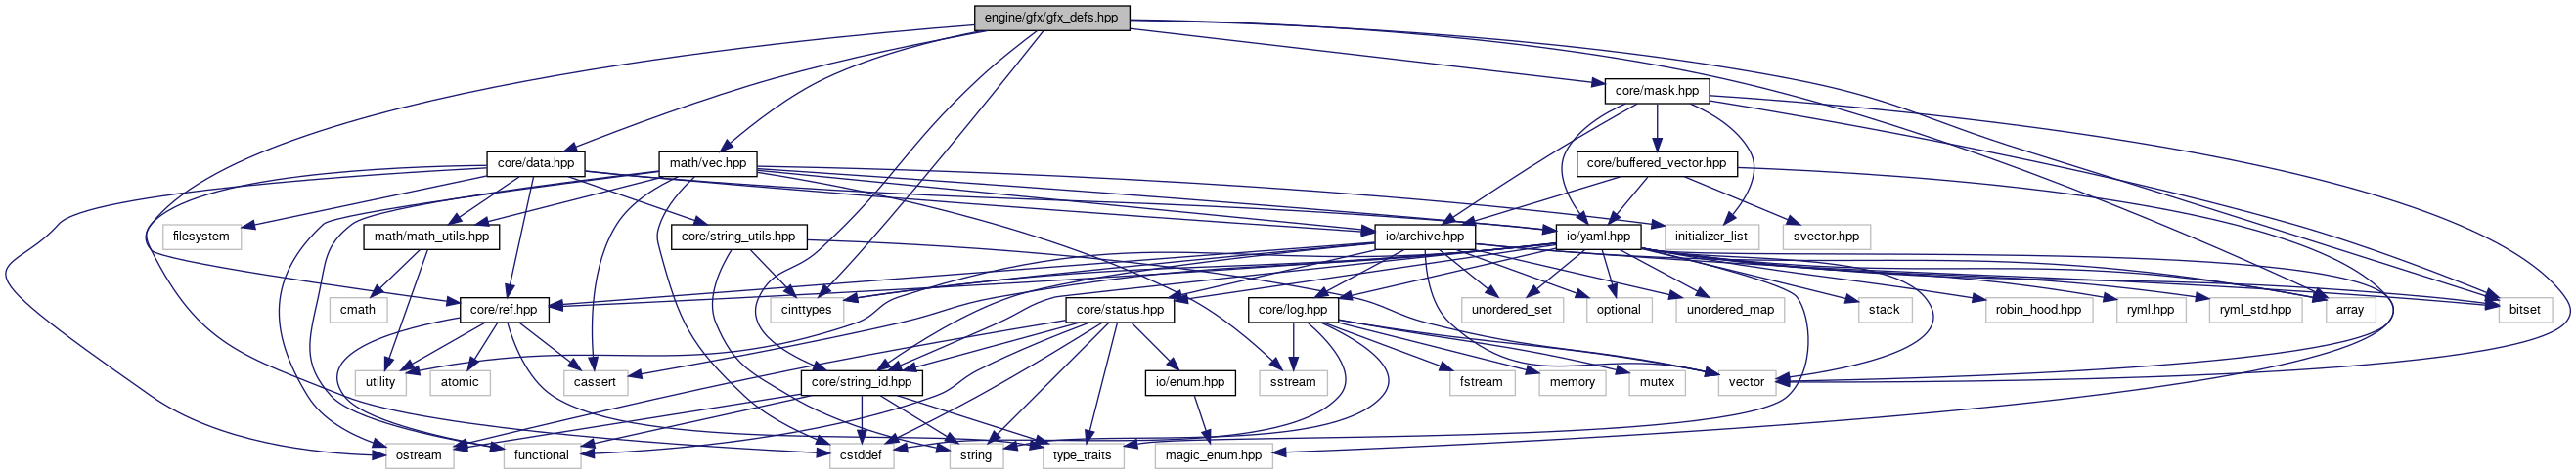 engine/gfx/gfx_defs.hpp
core/mask.hpp
core/data.hpp
math/vec.hpp
core/buffered_vector.hpp
filesystem
math/math_utils.hpp
core/string_utils.hpp
io/archive.hpp
io/yaml.hpp
initializer_list
svector.hpp
cmath
core/ref.hpp
cinttypes
core/status.hpp
core/log.hpp
unordered_set
optional
unordered_map
stack
robin_hood.hpp
ryml.hpp
ryml_std.hpp
array
bitset
utility
atomic
cassert
core/string_id.hpp
io/enum.hpp
sstream
fstream
memory
mutex
vector
ostream
functional
cstddef
string
type_traits
magic_enum.hpp